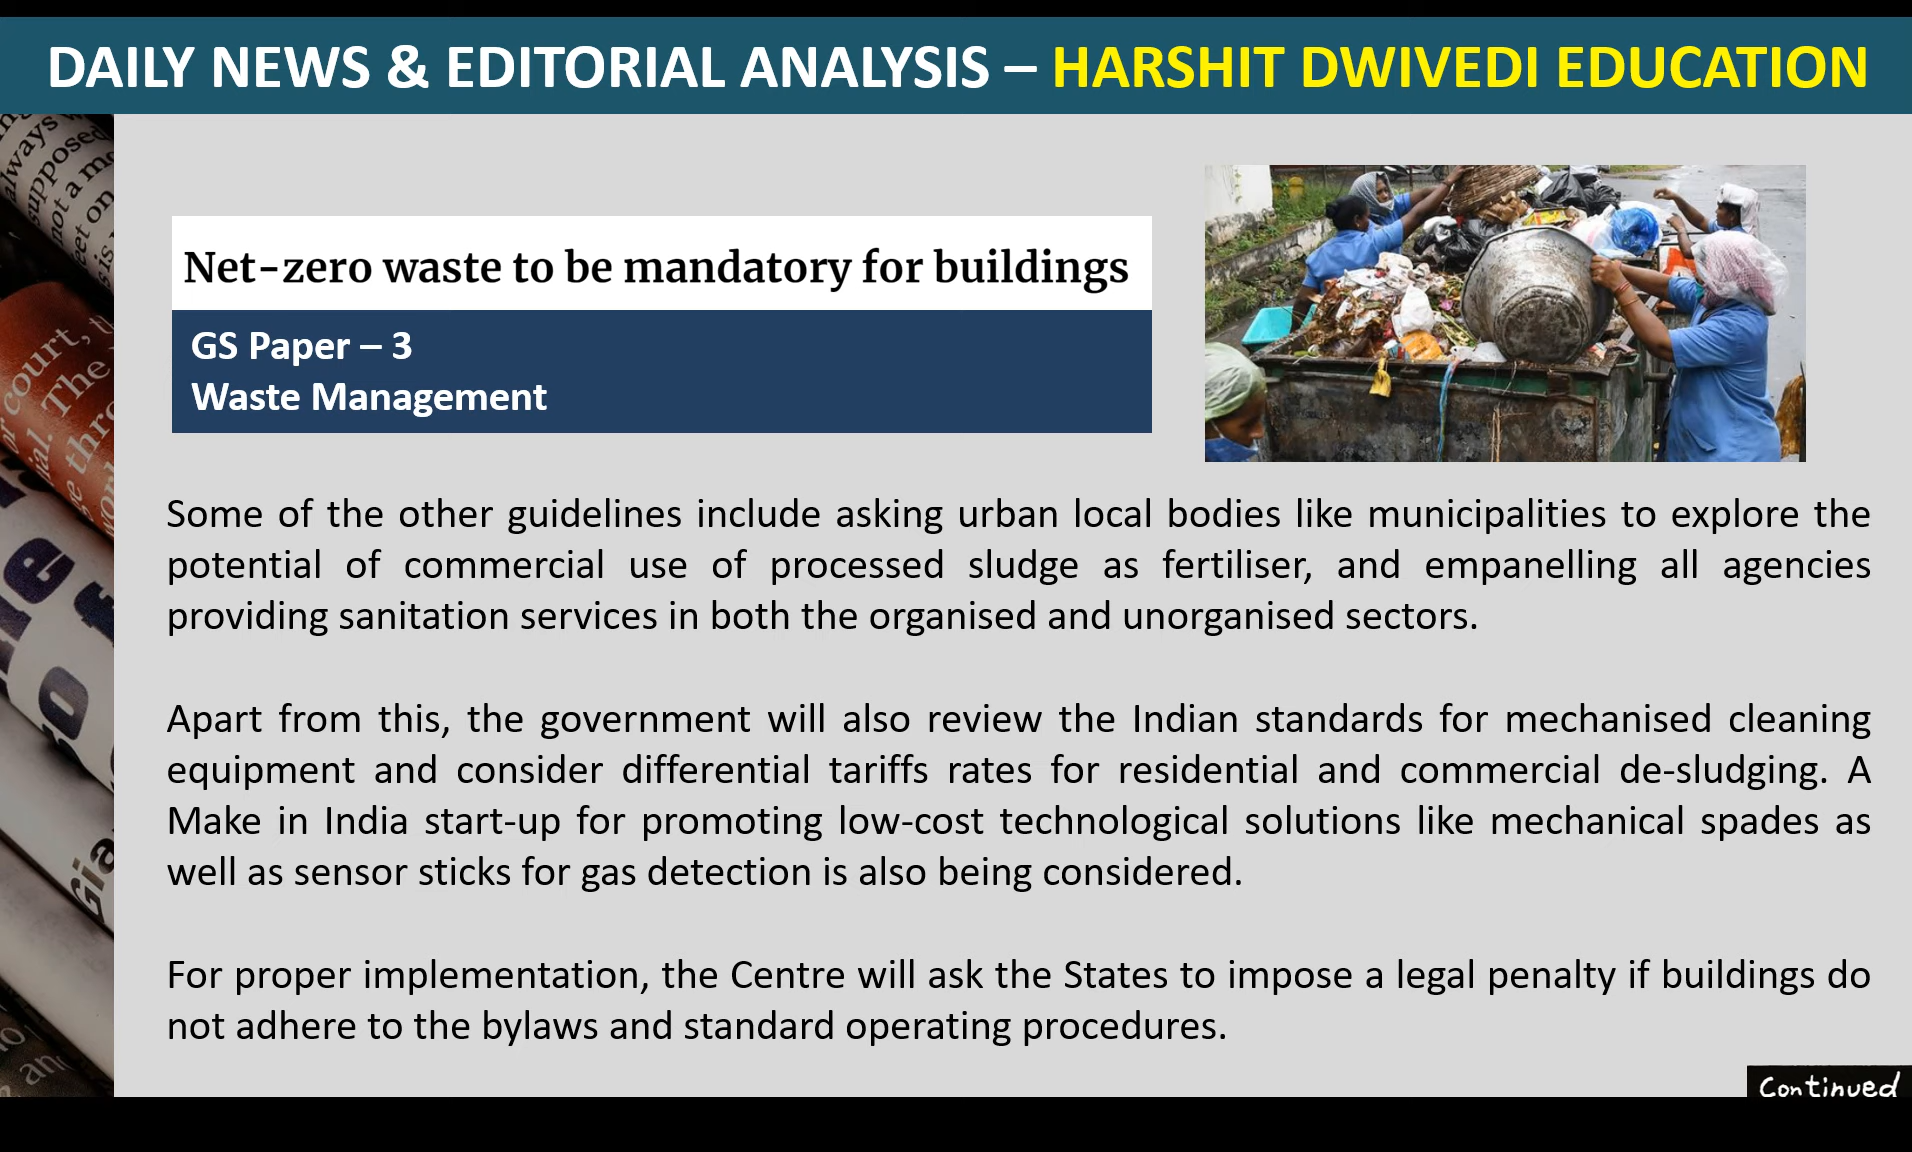 DAILY NEWS & EDITORIAL ANALYSIS – HARSHIT DWIVEDI EDUCATION
always
supposed
not a
Net-zero waste to be mandatory for buildings
GS Paper – 3
Waste Management
court,
The
Some of the other guidelines include asking urban local bodies like municipalities to explore the
potential of commercial use of processed sludge as fertiliser, and empanelling all agencies
providing sanitation services in both the organised and unorganised sectors.
Apart from this, the government will also review the Indian standards for mechanised cleaning
equipment and consider differential tariffs rates for residential and commercial de-sludging. A
Make in India start-up for promoting low-cost technological solutions like mechanical spades as
well as sensor sticks for gas detection is also being considered.
For proper implementation, the Centre will ask the States to impose a legal penalty if buildings do
not adhere to the bylaws and standard operating procedures.
Continued